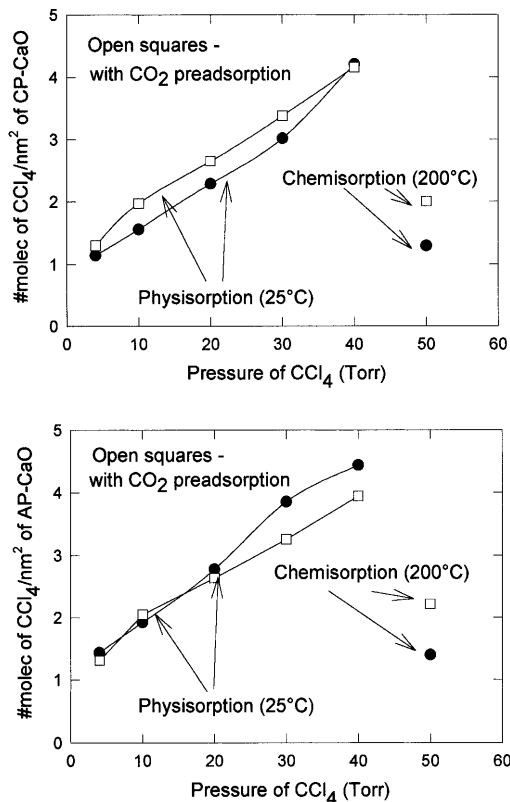 5
4
3
2
1
0
#molec of CCl₄/nm² of CP-CaO
Open squares -
with CO₂ preadsorption
Chemisorption (200°C)
Physisorption (25°C)
0 10 20 30 40 50 60
Pressure of CCl₄ (Torr)
5
4
3
2
1
0
#molec of CCl₄/nm² of AP-CaO
Open squares -
with CO₂ preadsorption
Chemisorption (200°C)
Physisorption (25°C)
0 10 20 30 40 50 60
Pressure of CCl₄ (Torr)